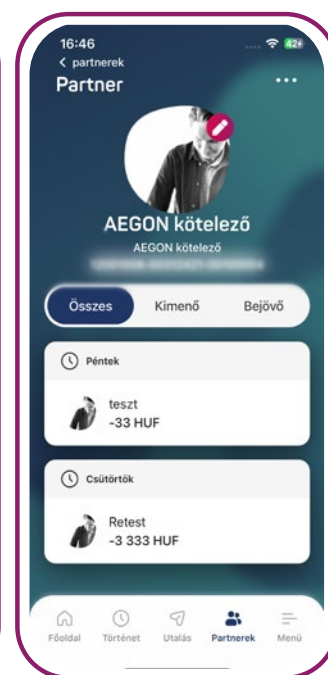 16:46
42
partnerek
Partner
AEGON kötelező
AEGON kötelező
Összes Kimenő Bejövő
Péntek
teszt
-33 HUF
Csütörtök
Retest
-3 333 HUF
Főoldal Történet Utalás Partnerek Menü